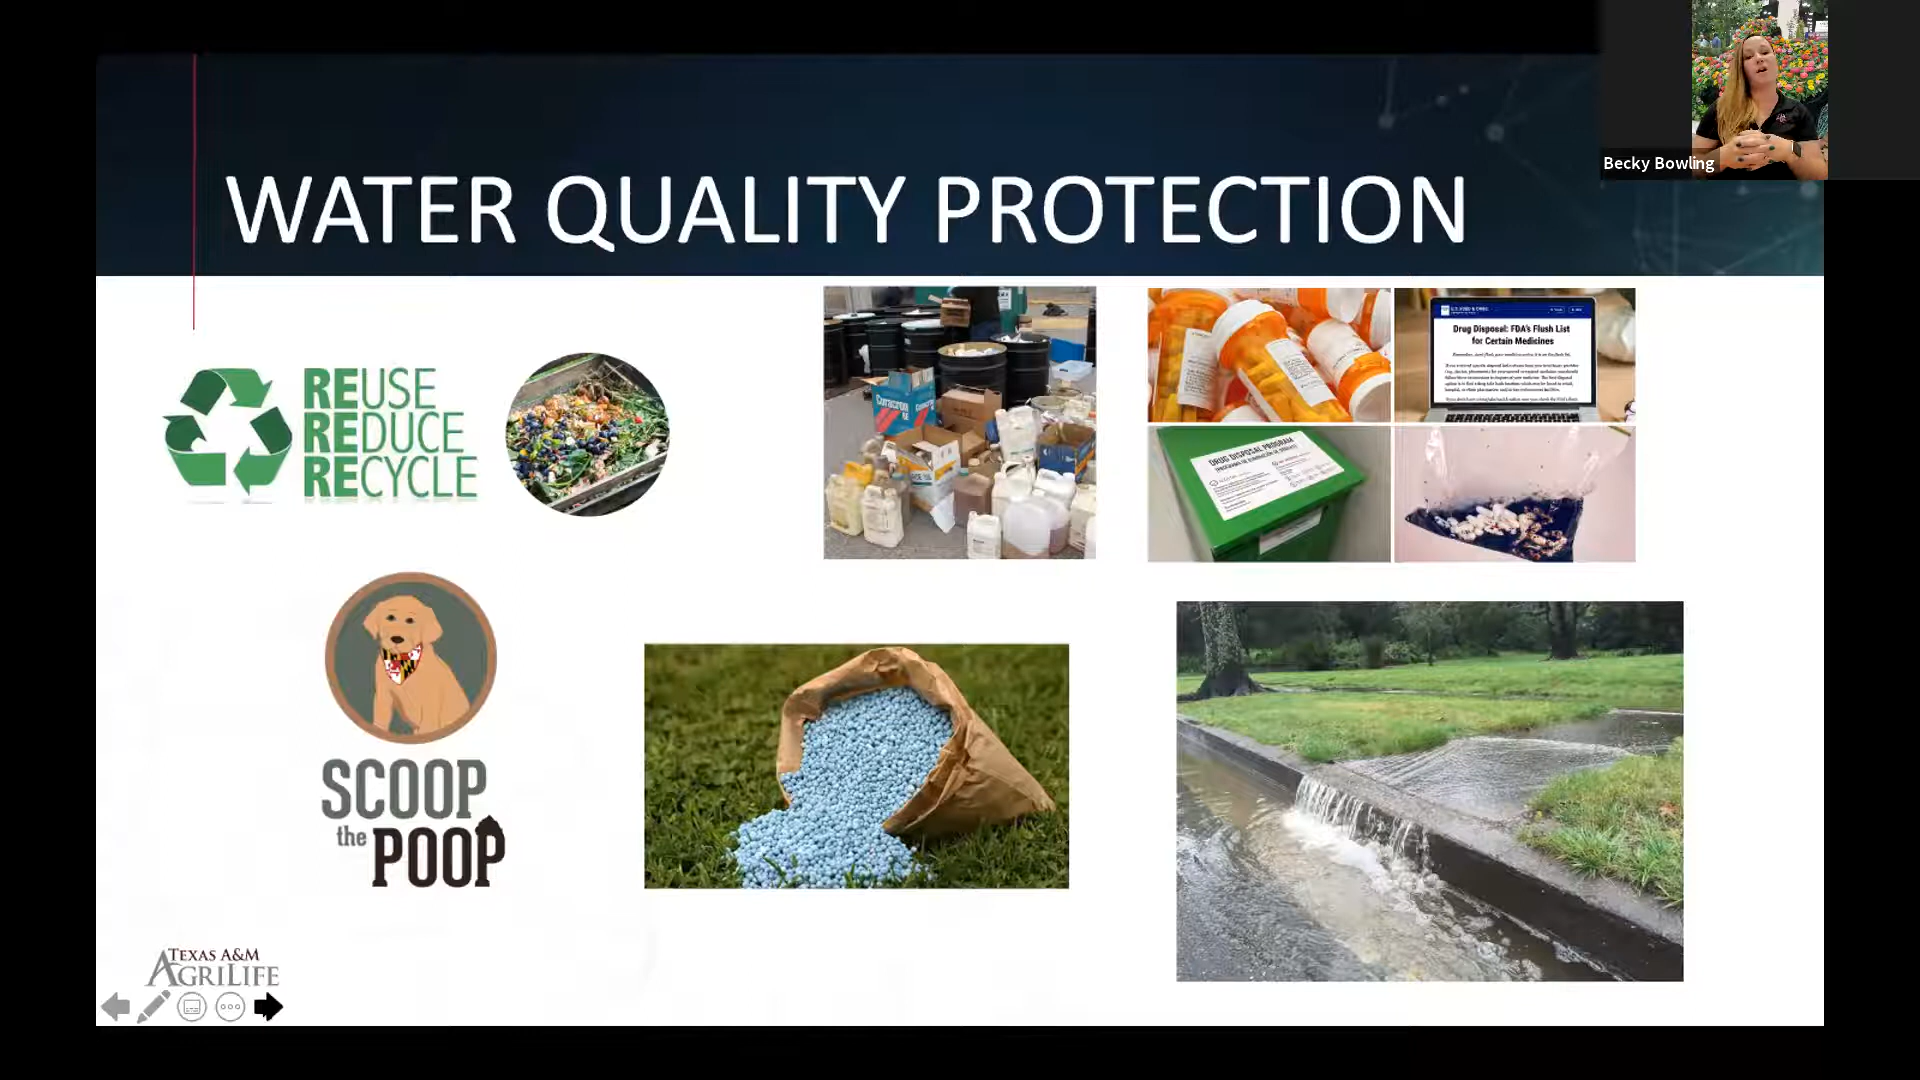 Becky Bowling
WATER QUALITY PROTECTION
REUSE
REDUCE
RECYCLE
Curacron
Drug Disposal: FDA's Flush List
for Certain Medicines
DRUG DISPOSAL PROGRAM
SCOOP
the POOP
TEXAS A&M
AGRILIFE